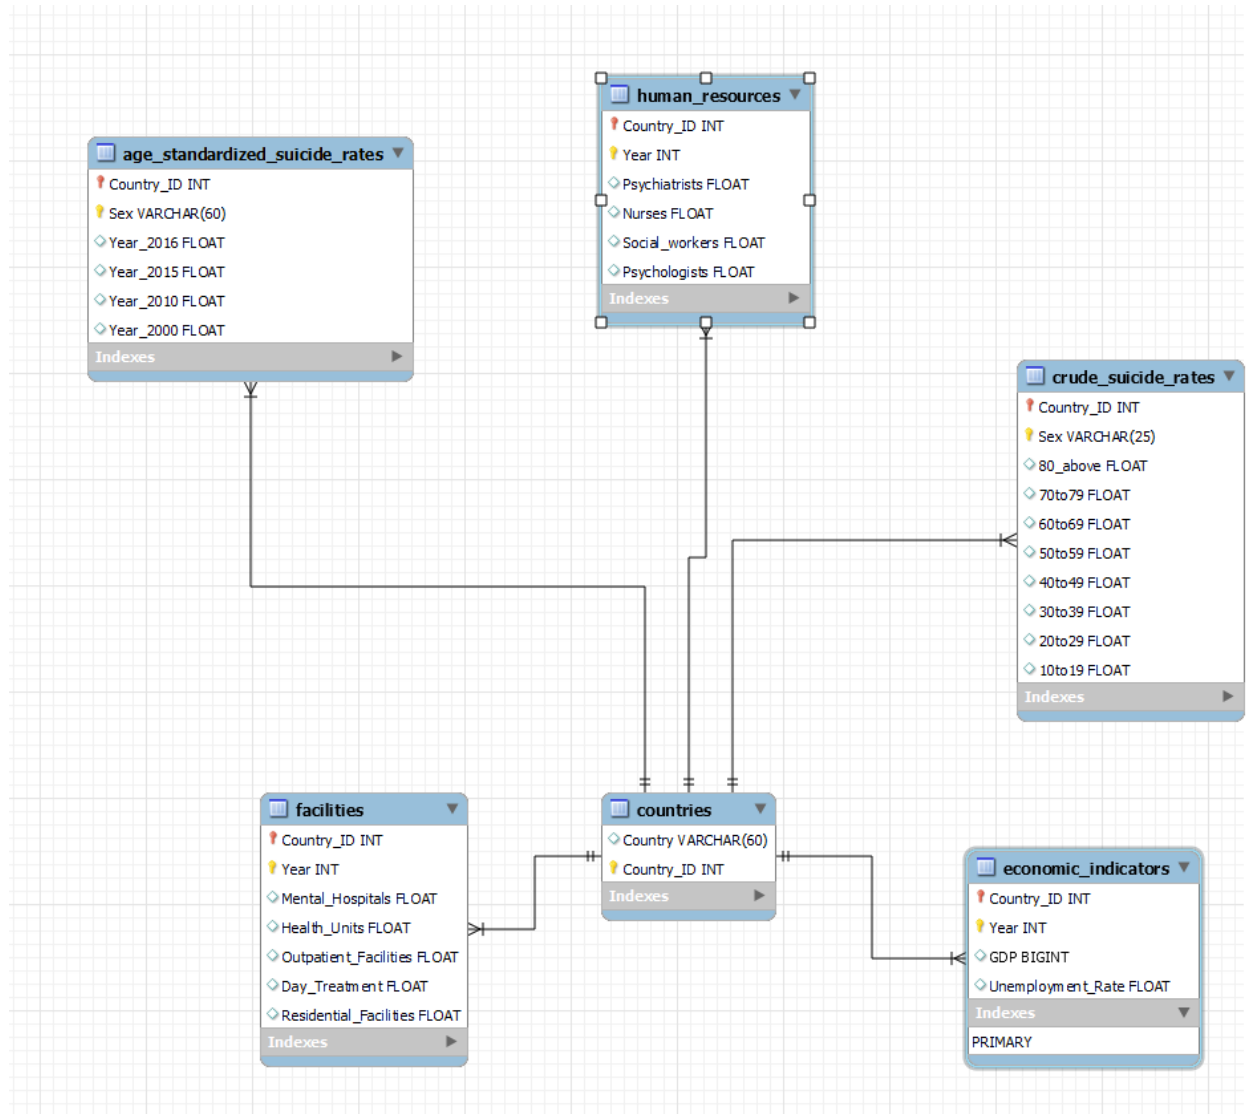 human_resources
Country_ID INT
Year INT
Psychiatrists FLOAT
Nurses FLOAT
Social_workers FLOAT
Psychologists FLOAT
Indexes
age_standardized_suicide_rates
Country_ID INT
Sex VARCHAR(60)
Year_2016 FLOAT
Year_2015 FLOAT
Year_2010 FLOAT
Year_2000 FLOAT
Indexes
crude_suicide_rates
Country_ID INT
Sex VARCHAR(25)
80_above FLOAT
70to79 FLOAT
60to69 FLOAT
50to59 FLOAT
40to49 FLOAT
30to39 FLOAT
20to29 FLOAT
10to19 FLOAT
Indexes
facilities
Country_ID INT
Year INT
Mental_Hospitals FLOAT
Health_Units FLOAT
Outpatient_Facilities FLOAT
Day_Treatment FLOAT
Residential_Facilities FLOAT
Indexes
countries
Country VARCHAR(60)
Country_ID INT
Indexes
economic_indicators
Country_ID INT
Year INT
GDP BIGINT
Unemployment_Rate FLOAT
Indexes
PRIMARY